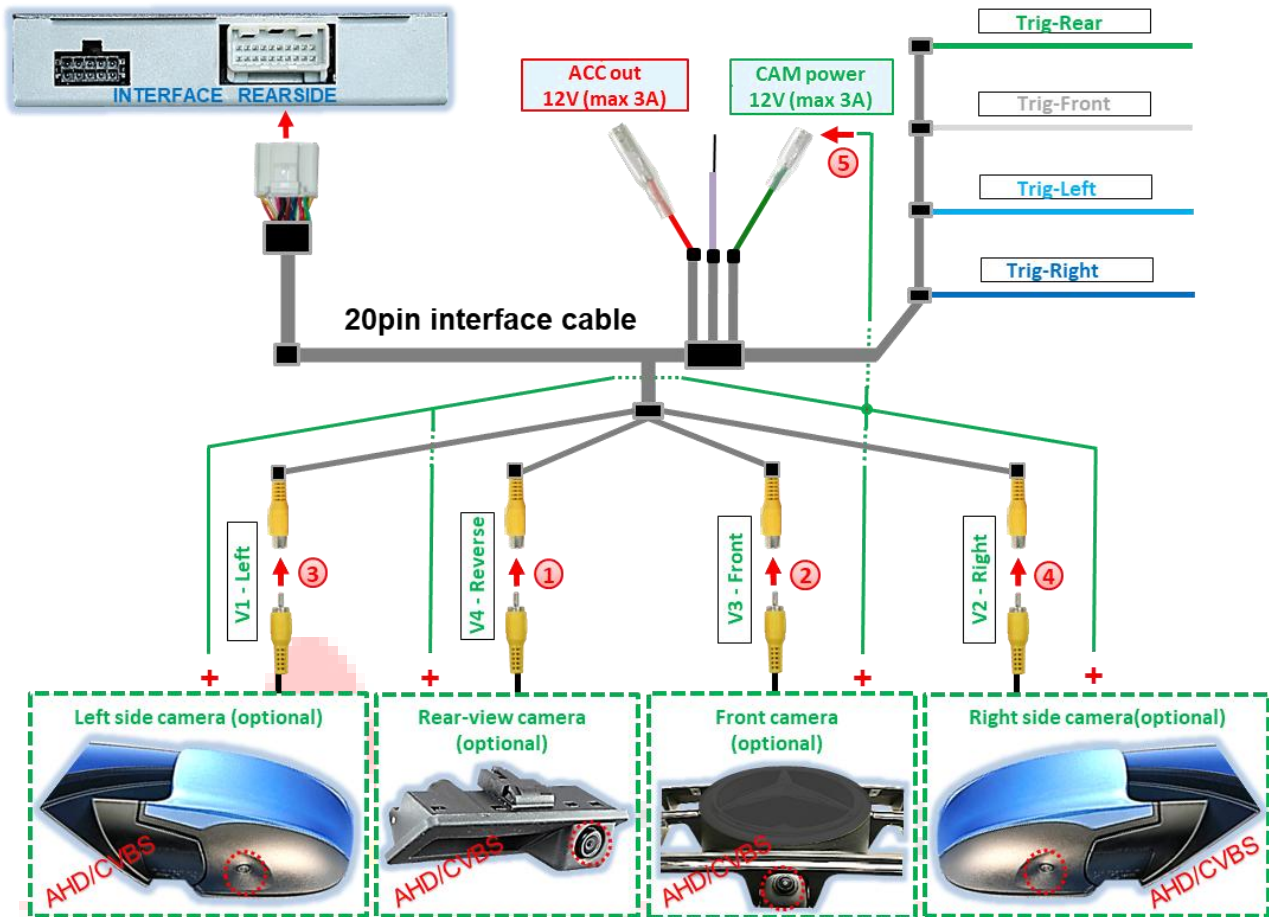 INTERFACE REARSIDE
ACC out
12V (max 3A)
CAM power
12V (max 3A)
5
Trig-Rear
Trig-Front
Trig-Left
Trig-Right
20pin interface cable
V1 - Left
3
V4 - Reverse
1
V3 - Front
2
V2 - Right
4
+
+
+
+
Left side camera (optional)
AHD/CVBS
Rear-view camera
(optional)
AHD/CVBS
Front camera
(optional)
AHD/CVBS
Right side camera(optional)
AHD/CVBS